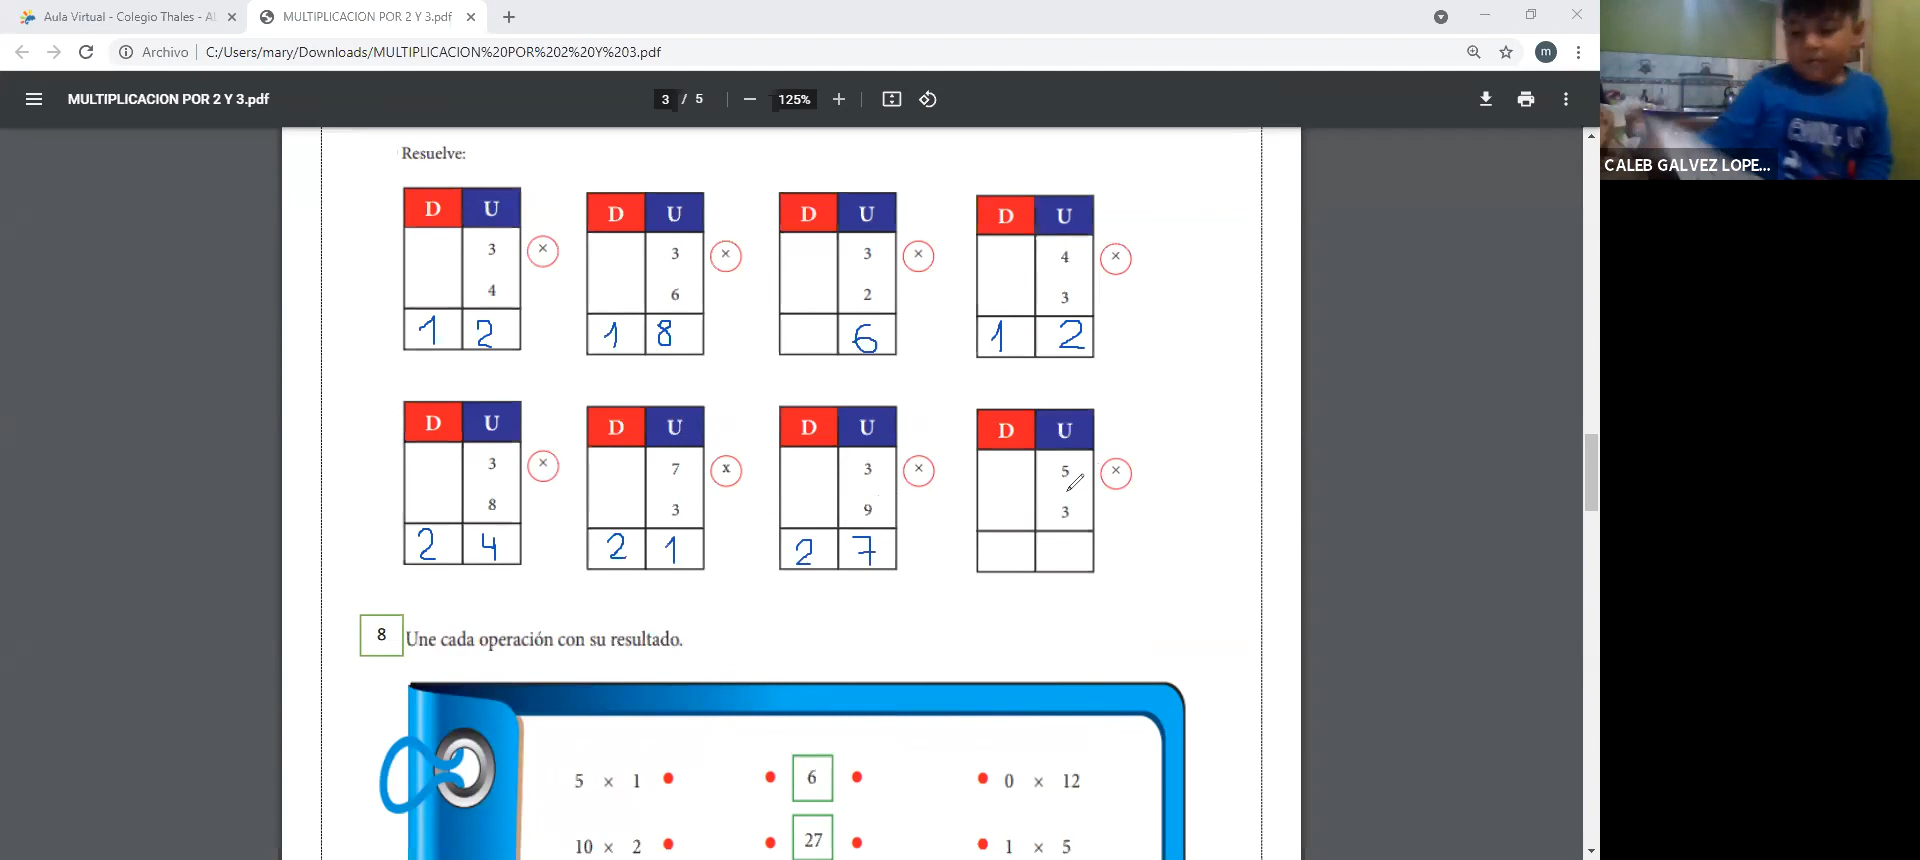 Aula Virtual - Colegio Thales - Al
MULTIPLICACION POR 2 Y 3.pdf
Archivo
C:/Users/mary/Downloads/MULTIPLICACION%20POR%202%20Y%203.pdf
m
MULTIPLICACION POR 2 Y 3.pdf
3 / 5
125%
CALEB GALVEZ LOPE...
Resuelve:
D U D U D U D U
3 × 3 × 3 × 4 ×
4 6 2 3
1 2 1 8 6 1 2
D U D U D U D U
3 × 7 x 3 × 5 ×
8 3 9 3
2 4 2 1 2 7
8 Une cada operación con su resultado.
5 × 1 6 0 × 12
10 × 2 27 1 × 5